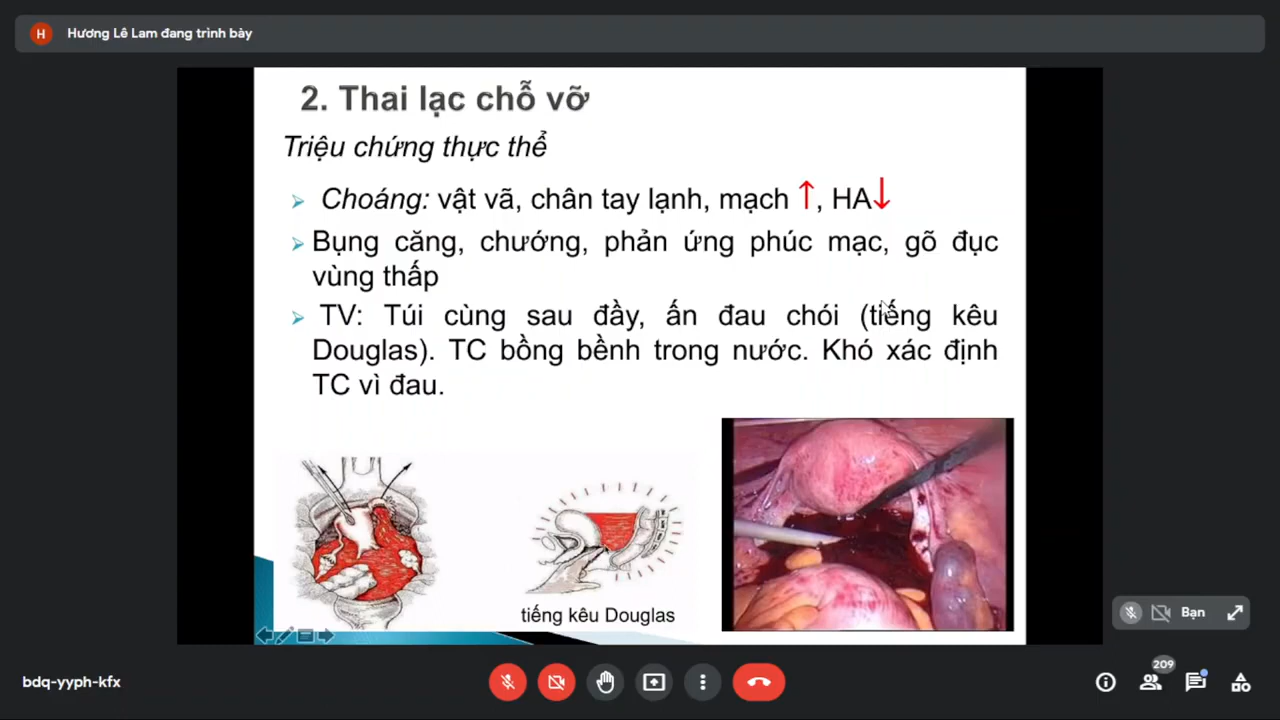 H
Hương Lê Lam đang trình bày
2. Thai lạc chỗ vỡ
Triệu chứng thực thể
Choáng: vật vã, chân tay lạnh, mạch ↑, HA↓
Bụng căng, chướng, phản ứng phúc mạc, gõ đục
vùng thấp
TV: Túi cùng sau đầy, ấn đau chói (tiếng kêu
Douglas). TC bồng bềnh trong nước. Khó xác định
TC vì đau.
tiếng kêu Douglas
Bạn
bdq-yyph-kfx
209